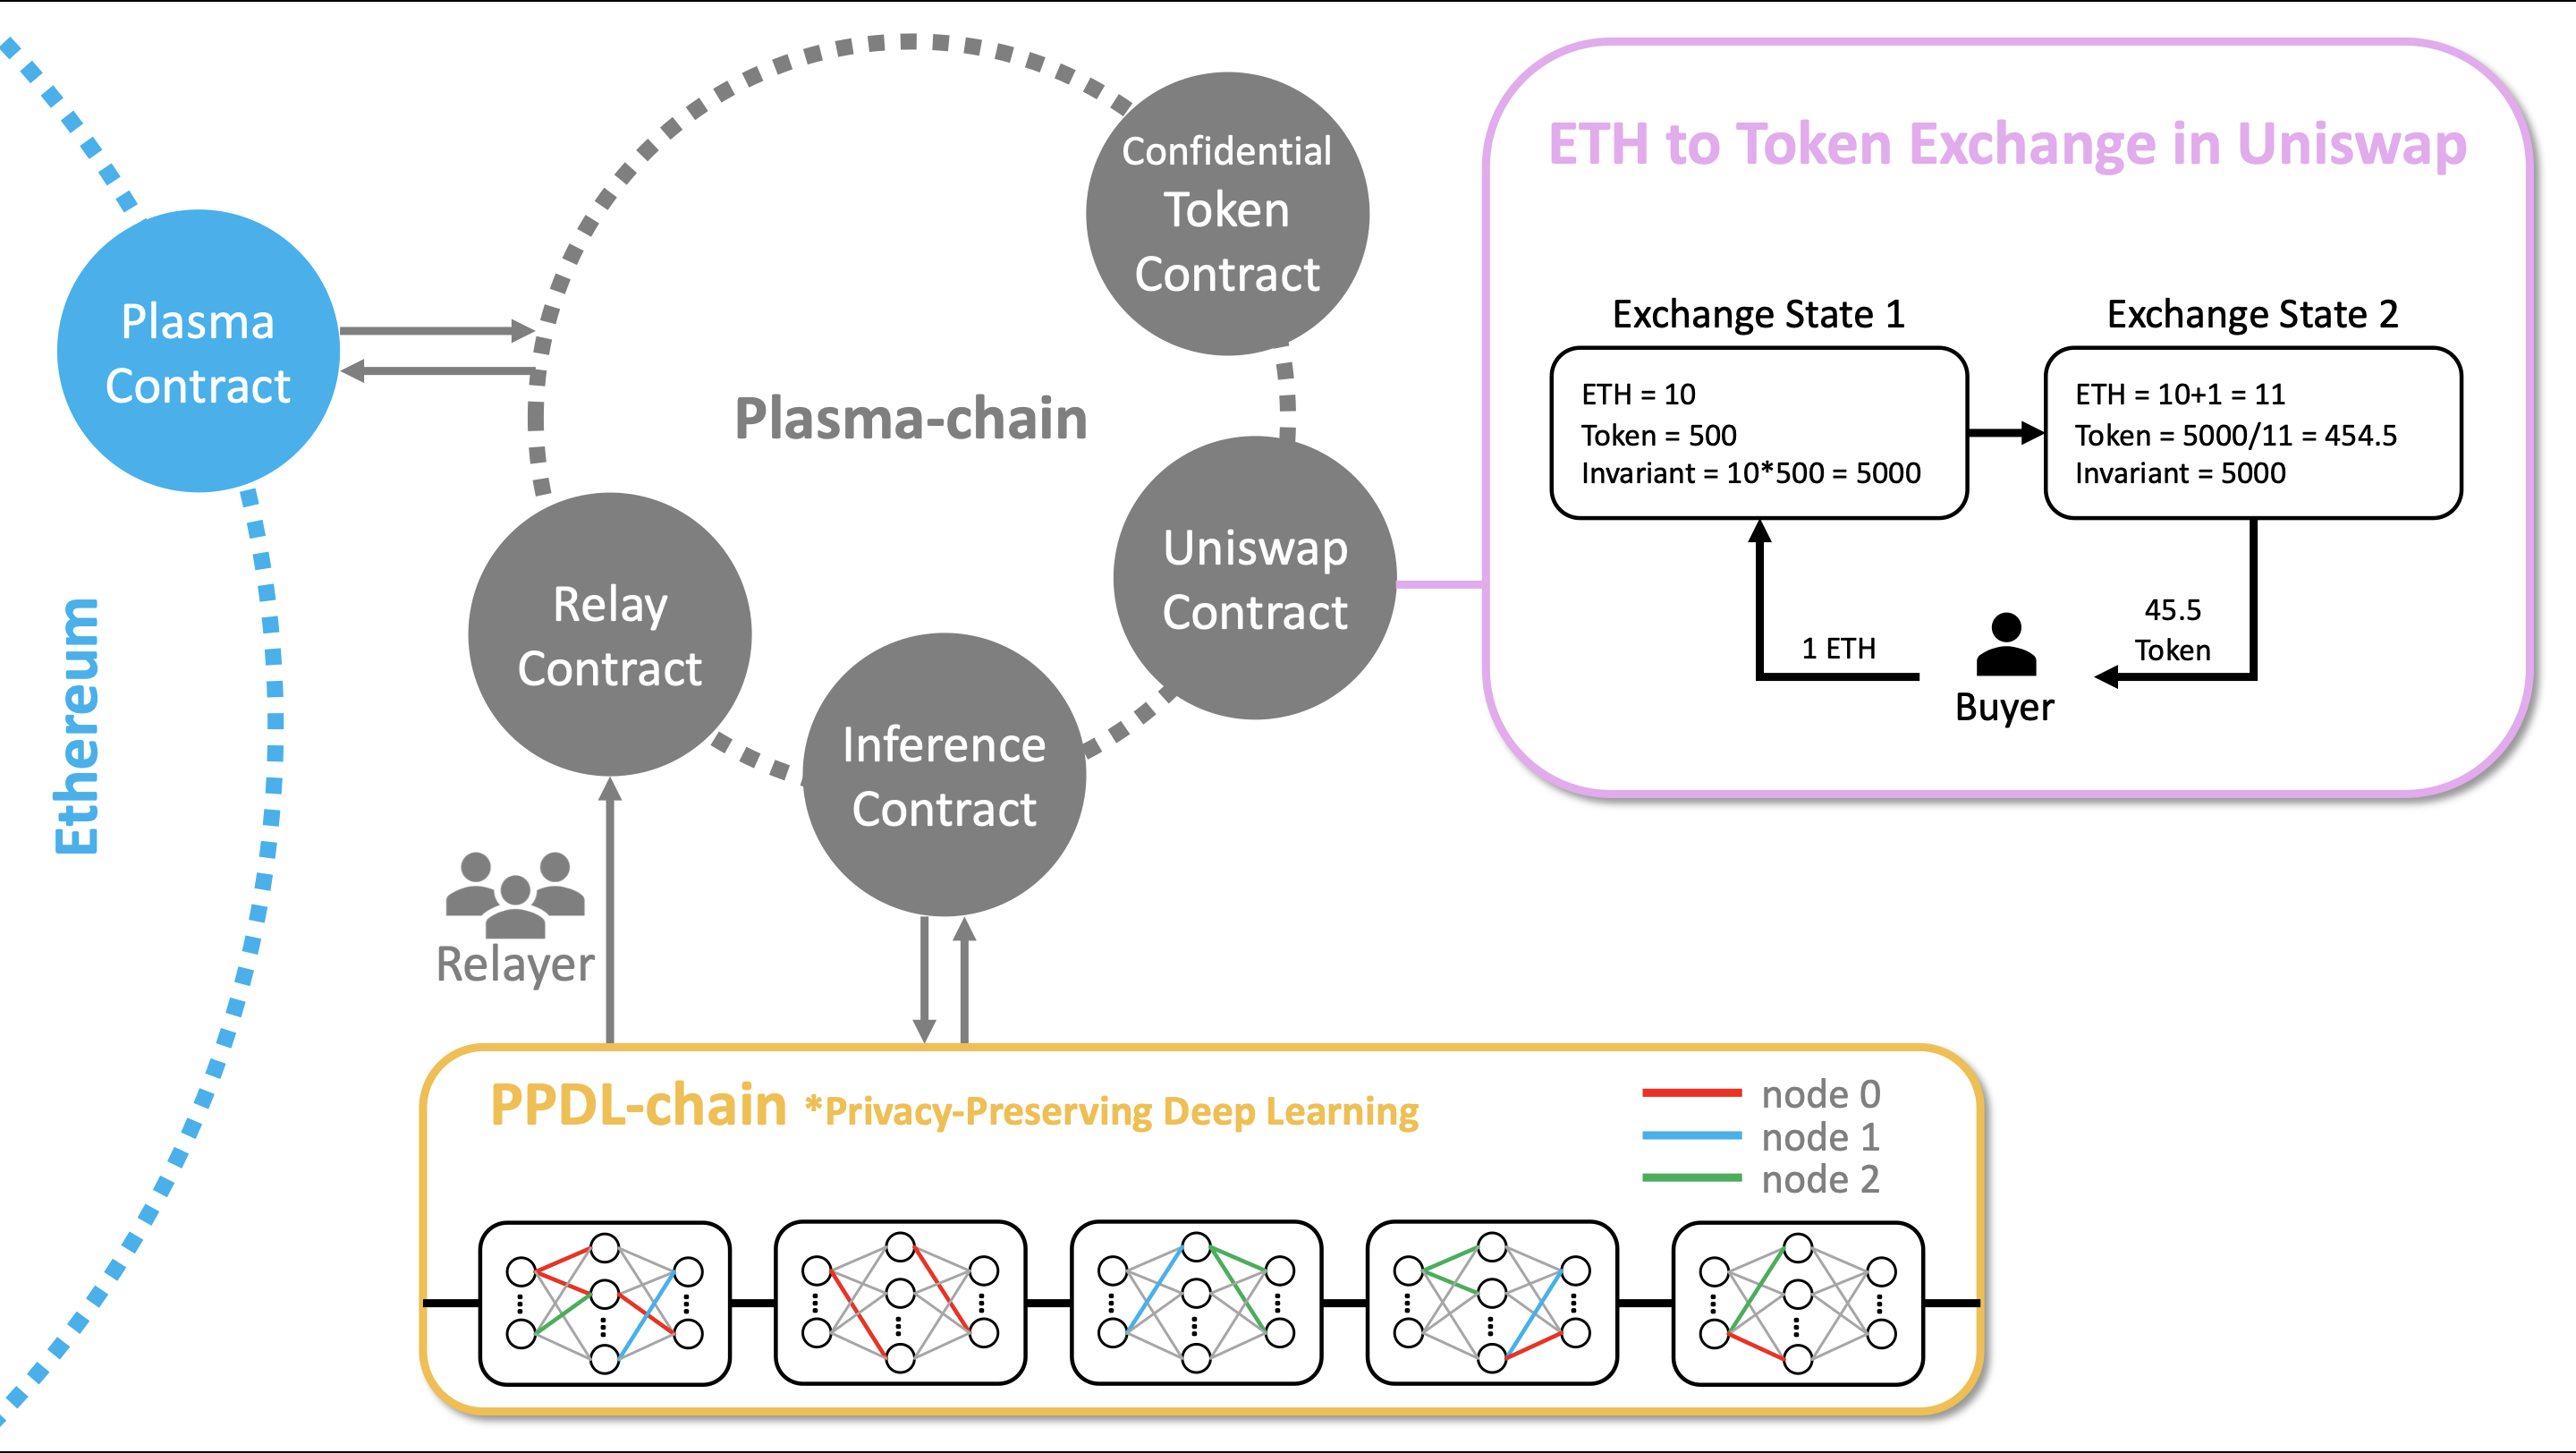 Ethereum
Plasma
Contract
Plasma-chain
Confidential
Token
Contract
Uniswap
Contract
Relay
Contract
Inference
Contract
Relayer
ETH to Token Exchange in Uniswap
Exchange State 1
ETH = 10
Token = 500
Invariant = 10*500 = 5000
Exchange State 2
ETH = 10+1 = 11
Token = 5000/11 = 454.5
Invariant = 5000
1 ETH
Buyer
45.5
Token
PPDL-chain *Privacy-Preserving Deep Learning
node 0
node 1
node 2